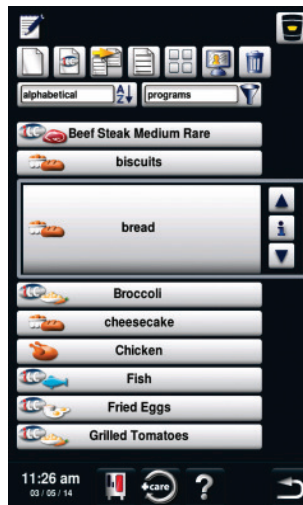 alphabetical A Z programs
Beef Steak Medium Rare
biscuits
bread
i
Broccoli
cheesecake
Chicken
Fish
Fried Eggs
Grilled Tomatoes
11:26 am
03 / 05 / 14
care ?